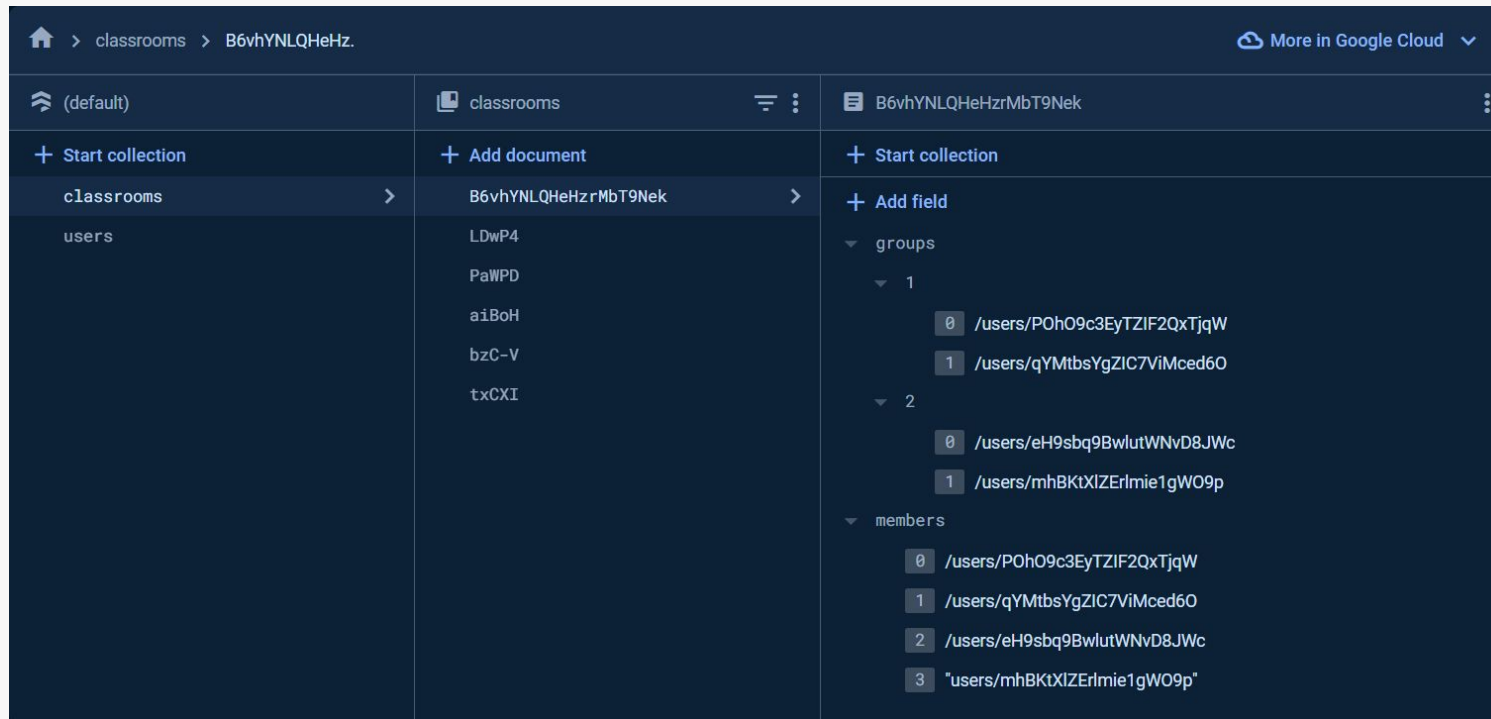 classrooms > B6vhYNLQHeHz.
More in Google Cloud
(default)
classrooms
B6vhYNLQHeHzrMbT9Nek
+ Start collection
+ Add document
+ Start collection
classrooms
users
B6vhYNLQHeHzrMbT9Nek
LDwP4
PaWPD
aiBoH
bzC-V
txCXI
+ Add field
groups
1
0 /users/POhO9c3EyTZIF2QxTjqW
1 /users/qYMtbsYgZIC7ViMced6O
2
0 /users/eH9sbq9BwlutWNvD8JWc
1 /users/mhBKtXlZErlmie1gWO9p
members
0 /users/POhO9c3EyTZIF2QxTjqW
1 /users/qYMtbsYgZIC7ViMced6O
2 /users/eH9sbq9BwlutWNvD8JWc
3 "users/mhBKtXlZErlmie1gWO9p"